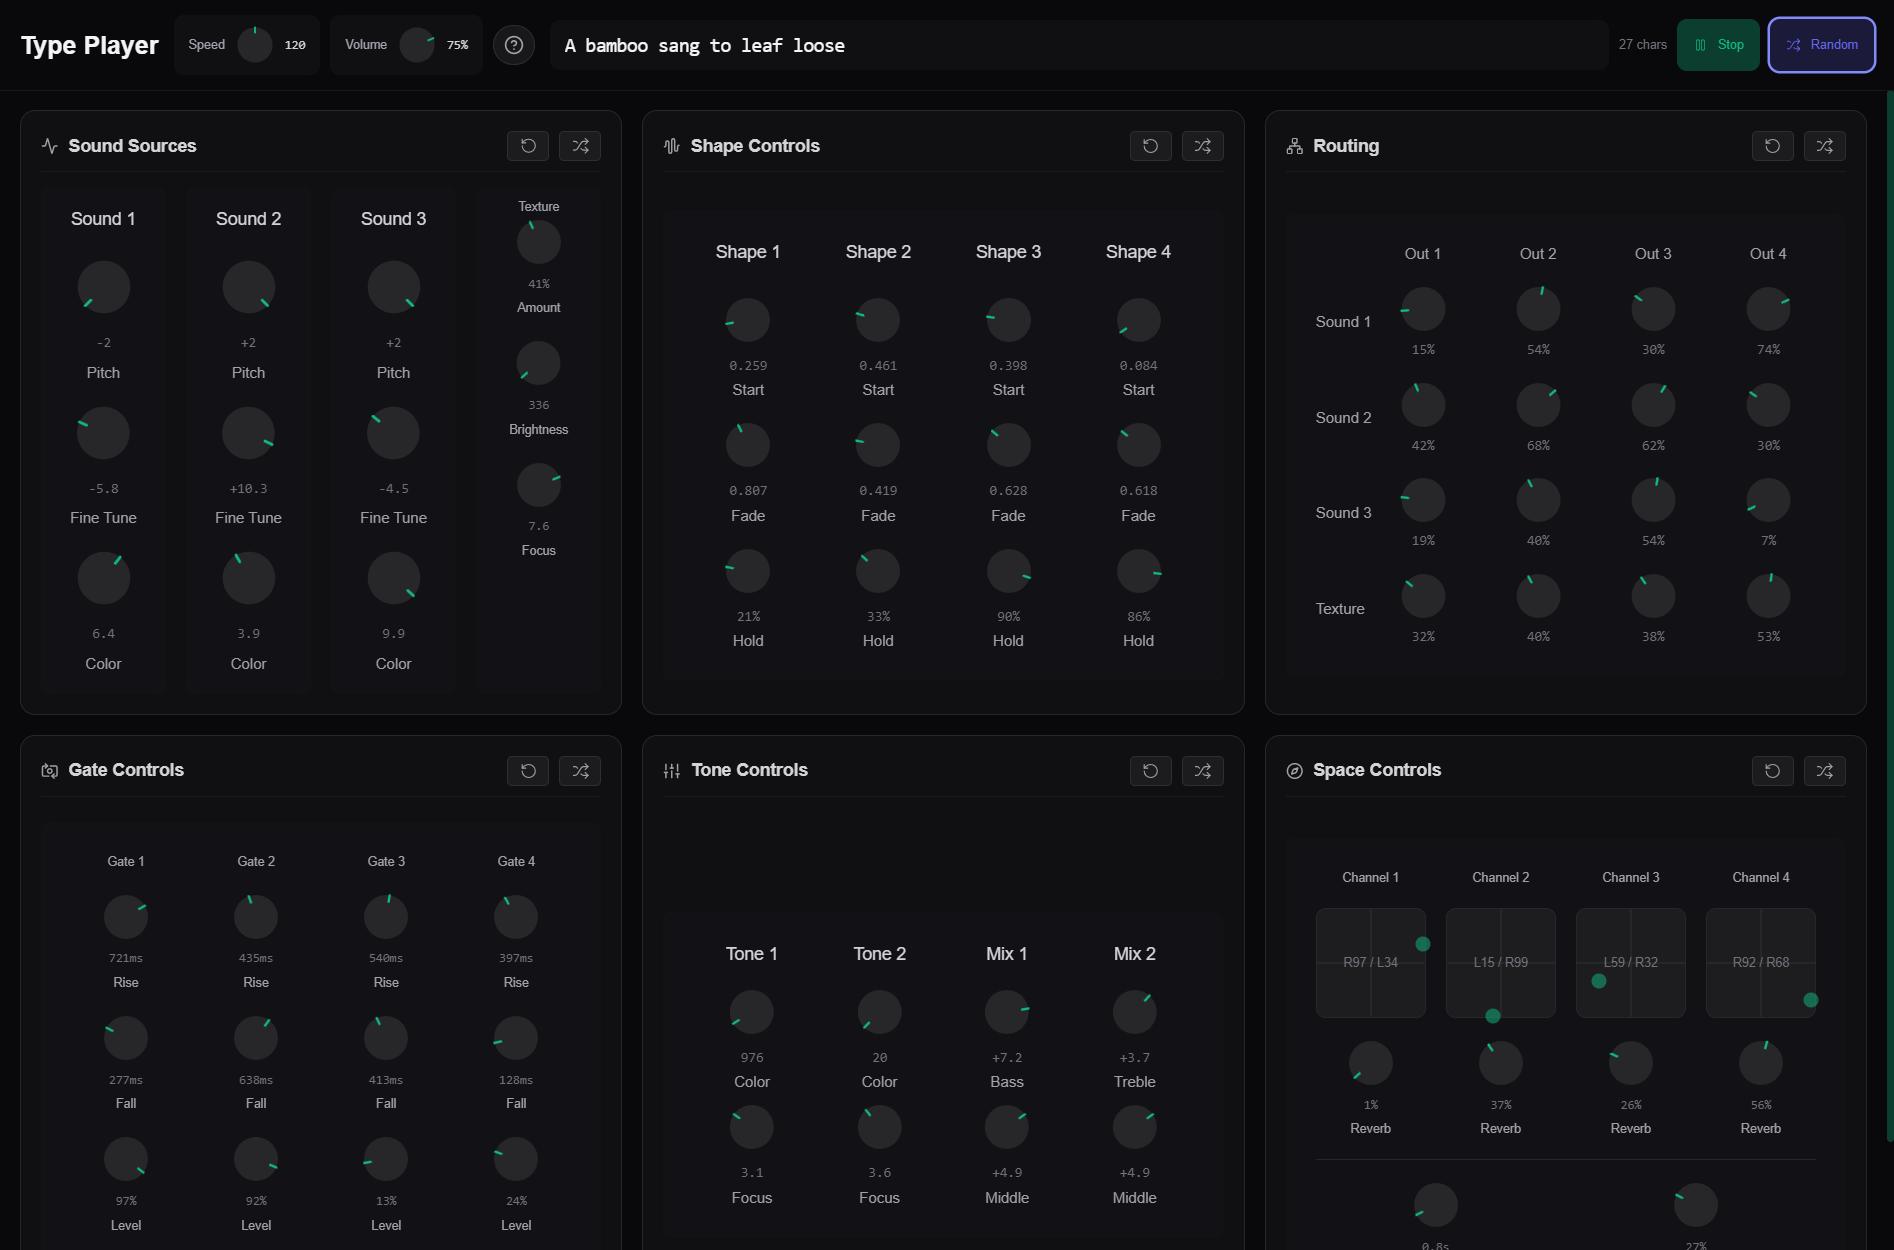 Type Player
Speed 120
Volume 75%
A bamboo sang to leaf loose
27 chars
Stop
Random
Sound Sources
Sound 1 Sound 2 Sound 3 Texture
41%
Amount
-2 +2 +2
Pitch Pitch Pitch
336
Brightness
-5.8 +10.3 -4.5
Fine Tune Fine Tune Fine Tune
7.6
Focus
6.4 3.9 9.9
Color Color Color
Shape Controls
Shape 1 Shape 2 Shape 3 Shape 4
0.259 0.461 0.398 0.084
Start Start Start Start
0.807 0.419 0.628 0.618
Fade Fade Fade Fade
21% 33% 90% 86%
Hold Hold Hold Hold
Routing
Out 1 Out 2 Out 3 Out 4
Sound 1
15% 54% 30% 74%
Sound 2
42% 68% 62% 30%
Sound 3
19% 40% 54% 7%
Texture
32% 40% 38% 53%
Gate Controls
Gate 1 Gate 2 Gate 3 Gate 4
721ms 435ms 540ms 397ms
Rise Rise Rise Rise
277ms 638ms 413ms 128ms
Fall Fall Fall Fall
97% 92% 13% 24%
Level Level Level Level
Tone Controls
Tone 1 Tone 2 Mix 1 Mix 2
976 20 +7.2 +3.7
Color Color Bass Treble
3.1 3.6 +4.9 +4.9
Focus Focus Middle Middle
Space Controls
Channel 1 Channel 2 Channel 3 Channel 4
R97 / L34 L15 / R99 L59 / R32 R92 / R68
1% 37% 26% 56%
Reverb Reverb Reverb Reverb
0.8s 27%